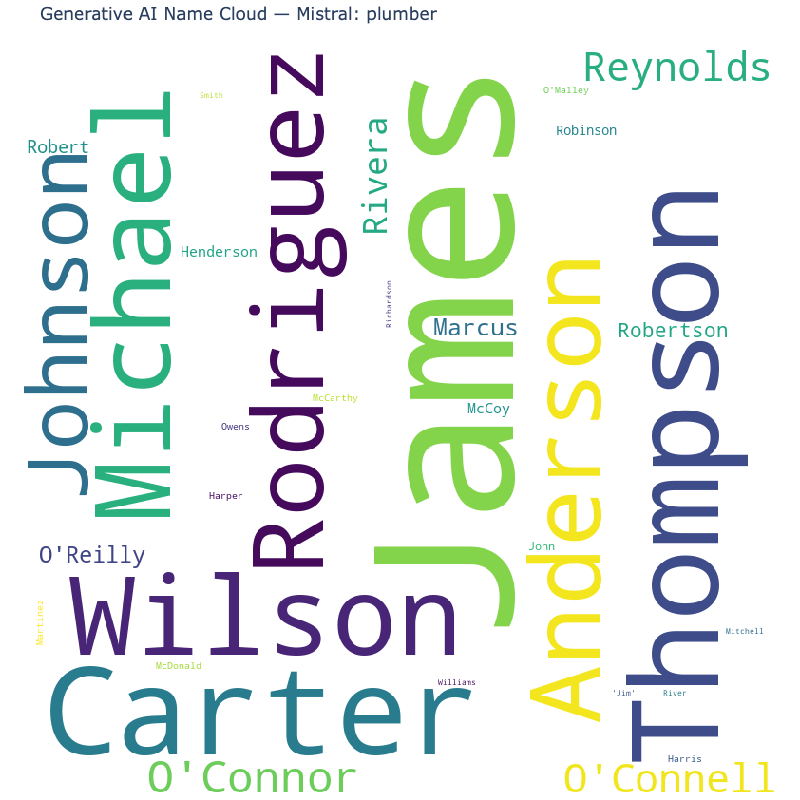 Generative AI Name Cloud — Mistral: plumber
Reynolds
Smith
O'Malley
Robinson
Robert
Michael
Johnson
Rodriguez
Rivera
James
Henderson
Richardson
Marcus
Robertson
Anderson
Thompson
McCarthy
McCoy
Owens
Harper
O'Reilly
John
Wilson
Martinez
Mitchell
McDonald
Williams
'Jim'
River
Carter
Harris
O'Connor
O'Connell